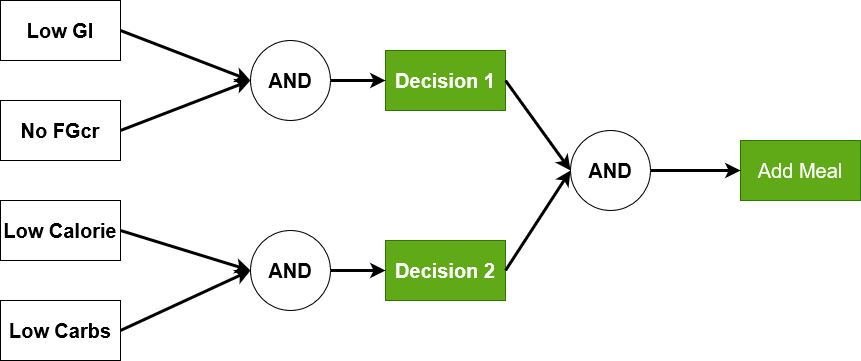 Low GI
No FGcr
AND
Decision 1
Low Calorie
Low Carbs
AND
Decision 2
AND
Add Meal